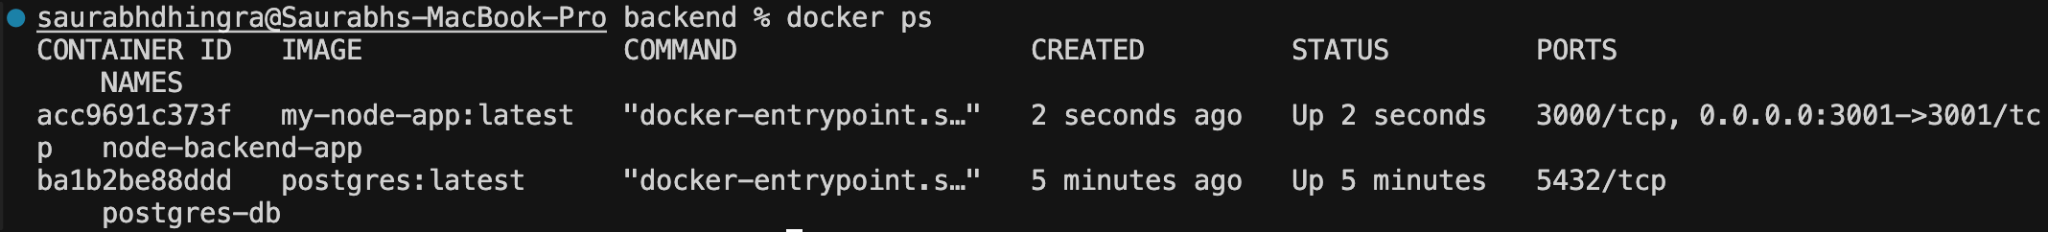 saurabhdhingra@Saurabhs-MacBook-Pro backend % docker ps
CONTAINER ID   IMAGE                COMMAND                  CREATED         STATUS         PORTS
    NAMES
acc9691c373f   my-node-app:latest   "docker-entrypoint.s…"   2 seconds ago   Up 2 seconds   3000/tcp, 0.0.0.0:3001->3001/tc
p   node-backend-app
ba1b2be88ddd   postgres:latest      "docker-entrypoint.s…"   5 minutes ago   Up 5 minutes   5432/tcp
    postgres-db